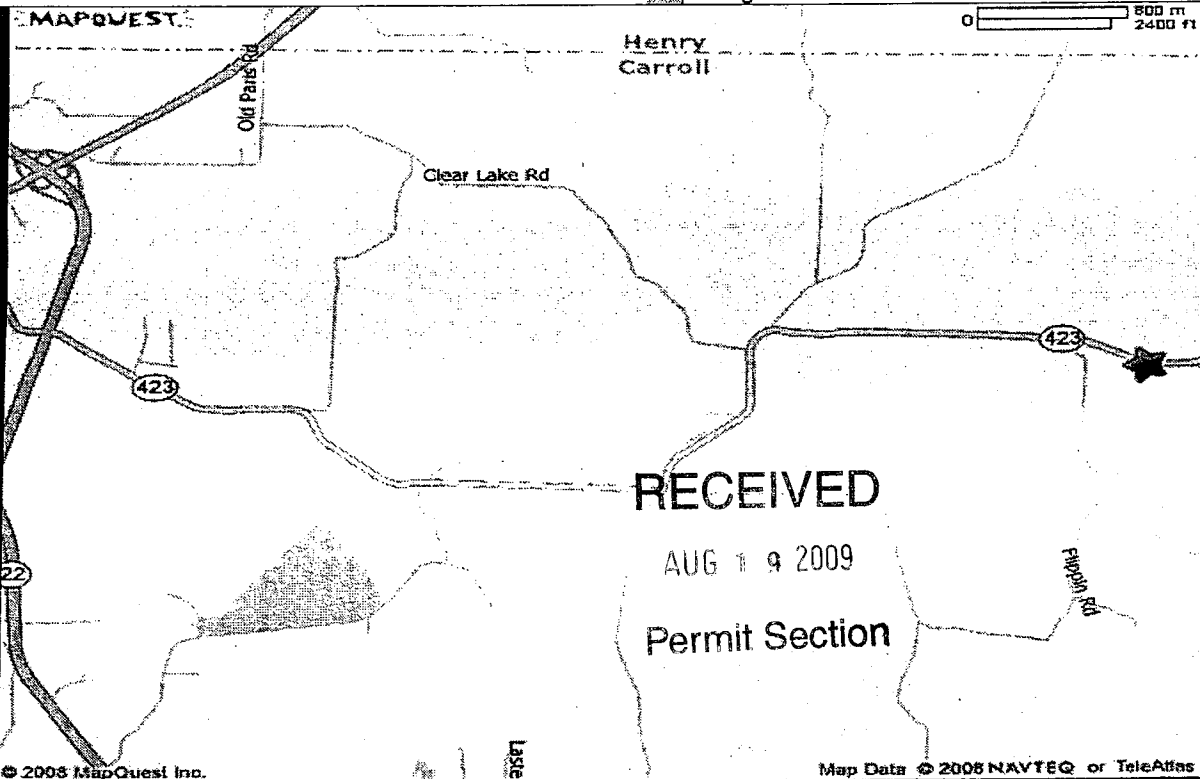 MAPQUEST.
0
800 m
2400 ft
Henry
Carroll
Old Paris Rd
Clear Lake Rd
423
423
RECEIVED
AUG 19 2009
22
Flippin Rd
Permit Section
Laste
© 2008 MapQuest Inc.
Map Data © 2008 NAVTEQ or TeleAtlas